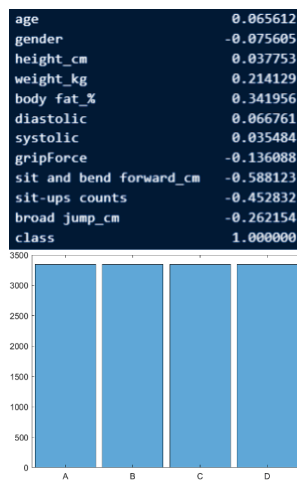 age 0.065612
gender -0.075605
height_cm 0.037753
weight_kg 0.214129
body fat_% 0.341956
diastolic 0.066761
systolic 0.035484
gripForce -0.136088
sit and bend forward_cm -0.588123
sit-ups counts -0.452832
broad jump_cm -0.262154
class 1.000000
3500
3000
2500
2000
1500
1000
500
0
A B C D